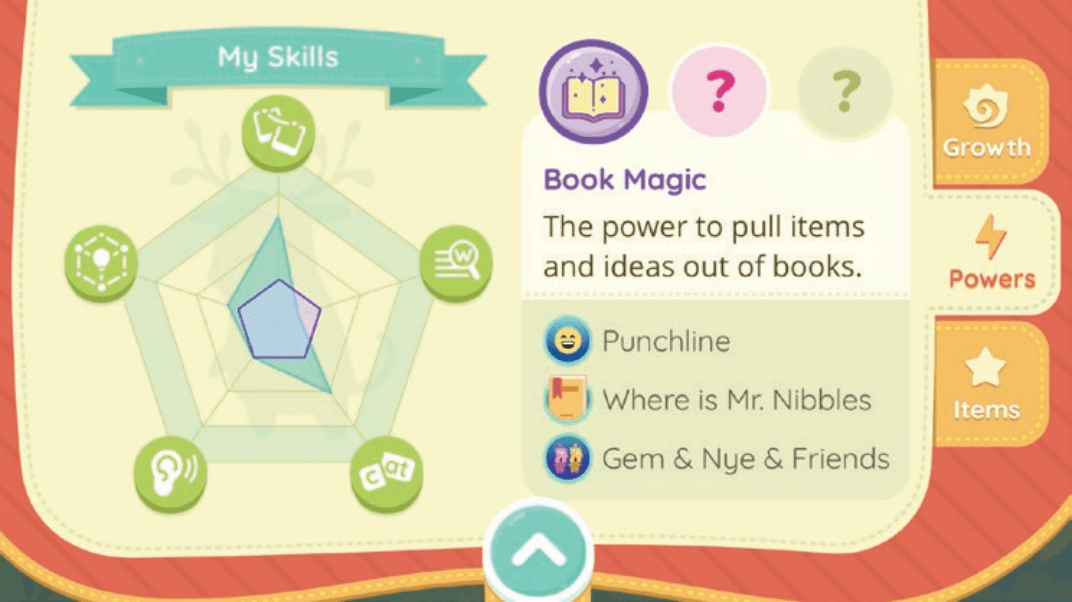 My Skills
W
c at
?
?
Book Magic
The power to pull items
and ideas out of books.
Punchline
Where is Mr. Nibbles
Gem & Nye & Friends
Growth
Powers
Items